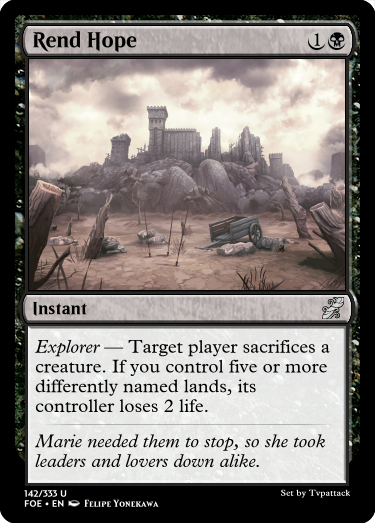 Rend Hope
1
Instant
Explorer — Target player sacrifices a
creature. If you control five or more
differently named lands, its
controller loses 2 life.
Marie needed them to stop, so she took
leaders and lovers down alike.
142/333 U
Set by Tvpattack
FOE • EN Felipe Yonekawa